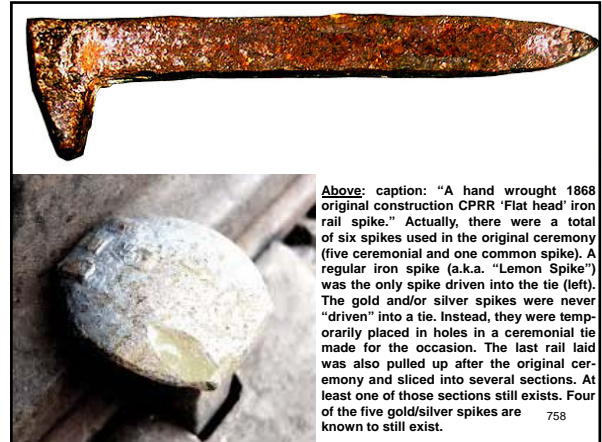 Above: caption: “A hand wrought 1868
original construction CPRR ‘Flat head’ iron
rail spike.” Actually, there were a total
of six spikes used in the original ceremony
(five ceremonial and one common spike). A
regular iron spike (a.k.a. “Lemon Spike”)
was the only spike driven into the tie (left).
The gold and/or silver spikes were never
“driven” into a tie. Instead, they were temp-
orarily placed in holes in a ceremonial tie
made for the occasion. The last rail laid
was also pulled up after the original cer-
emony and sliced into several sections. At
least one of those sections still exists. Four
of the five gold/silver spikes are
known to still exist.
758